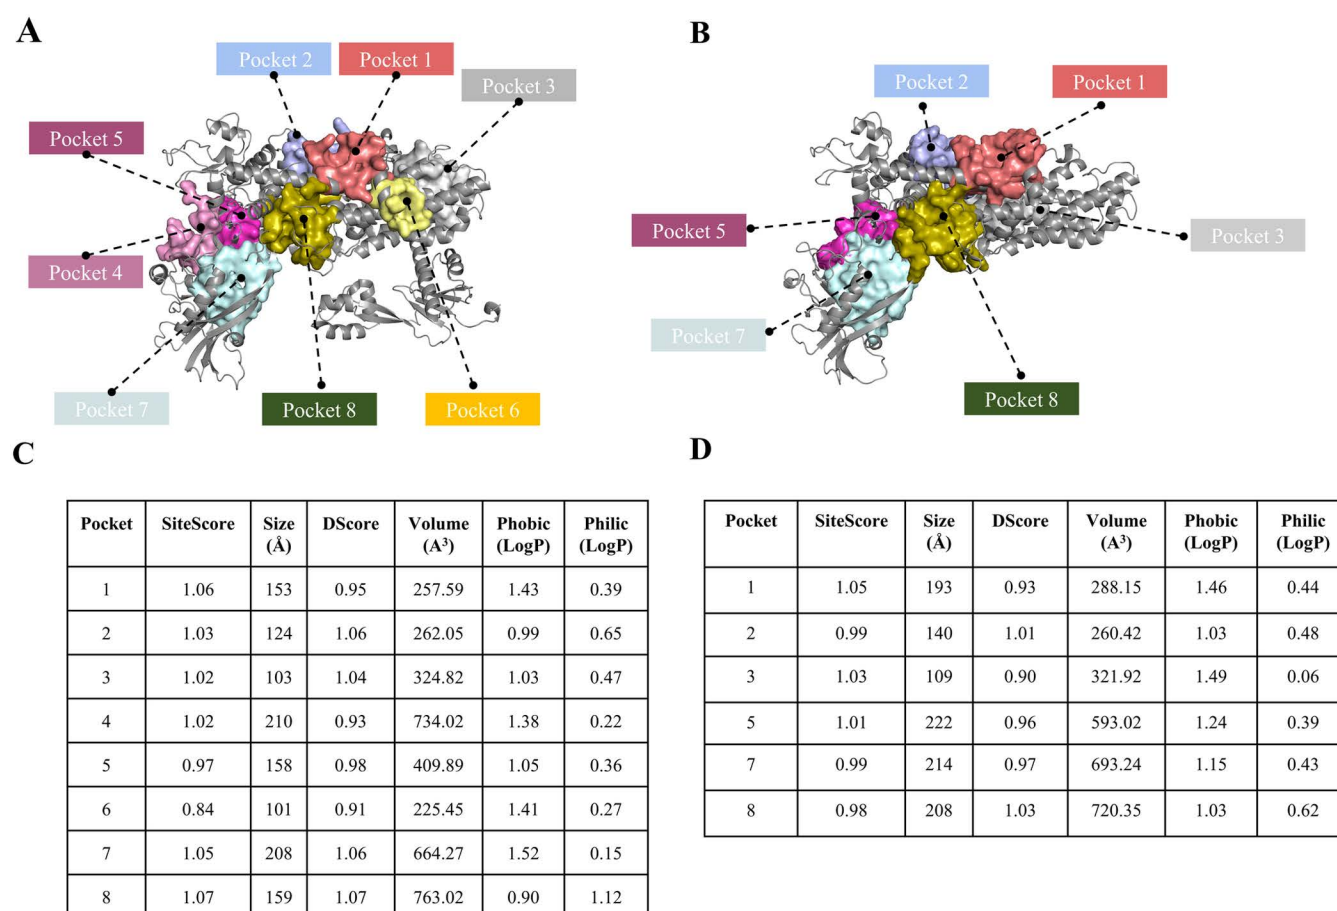 A
Pocket 2
Pocket 1
Pocket 3
Pocket 5
Pocket 4
Pocket 7
Pocket 8
Pocket 6
B
Pocket 2
Pocket 1
Pocket 5
Pocket 3
Pocket 7
Pocket 8
C
Pocket SiteScore Size (Å) DScore Volume (A³) Phobic (LogP) Philic (LogP)
1 1.06 153 0.95 257.59 1.43 0.39
2 1.03 124 1.06 262.05 0.99 0.65
3 1.02 103 1.04 324.82 1.03 0.47
4 1.02 210 0.93 734.02 1.38 0.22
5 0.97 158 0.98 409.89 1.05 0.36
6 0.84 101 0.91 225.45 1.41 0.27
7 1.05 208 1.06 664.27 1.52 0.15
8 1.07 159 1.07 763.02 0.90 1.12
D
Pocket SiteScore Size (Å) DScore Volume (A³) Phobic (LogP) Philic (LogP)
1 1.05 193 0.93 288.15 1.46 0.44
2 0.99 140 1.01 260.42 1.03 0.48
3 1.03 109 0.90 321.92 1.49 0.06
5 1.01 222 0.96 593.02 1.24 0.39
7 0.99 214 0.97 693.24 1.15 0.43
8 0.98 208 1.03 720.35 1.03 0.62